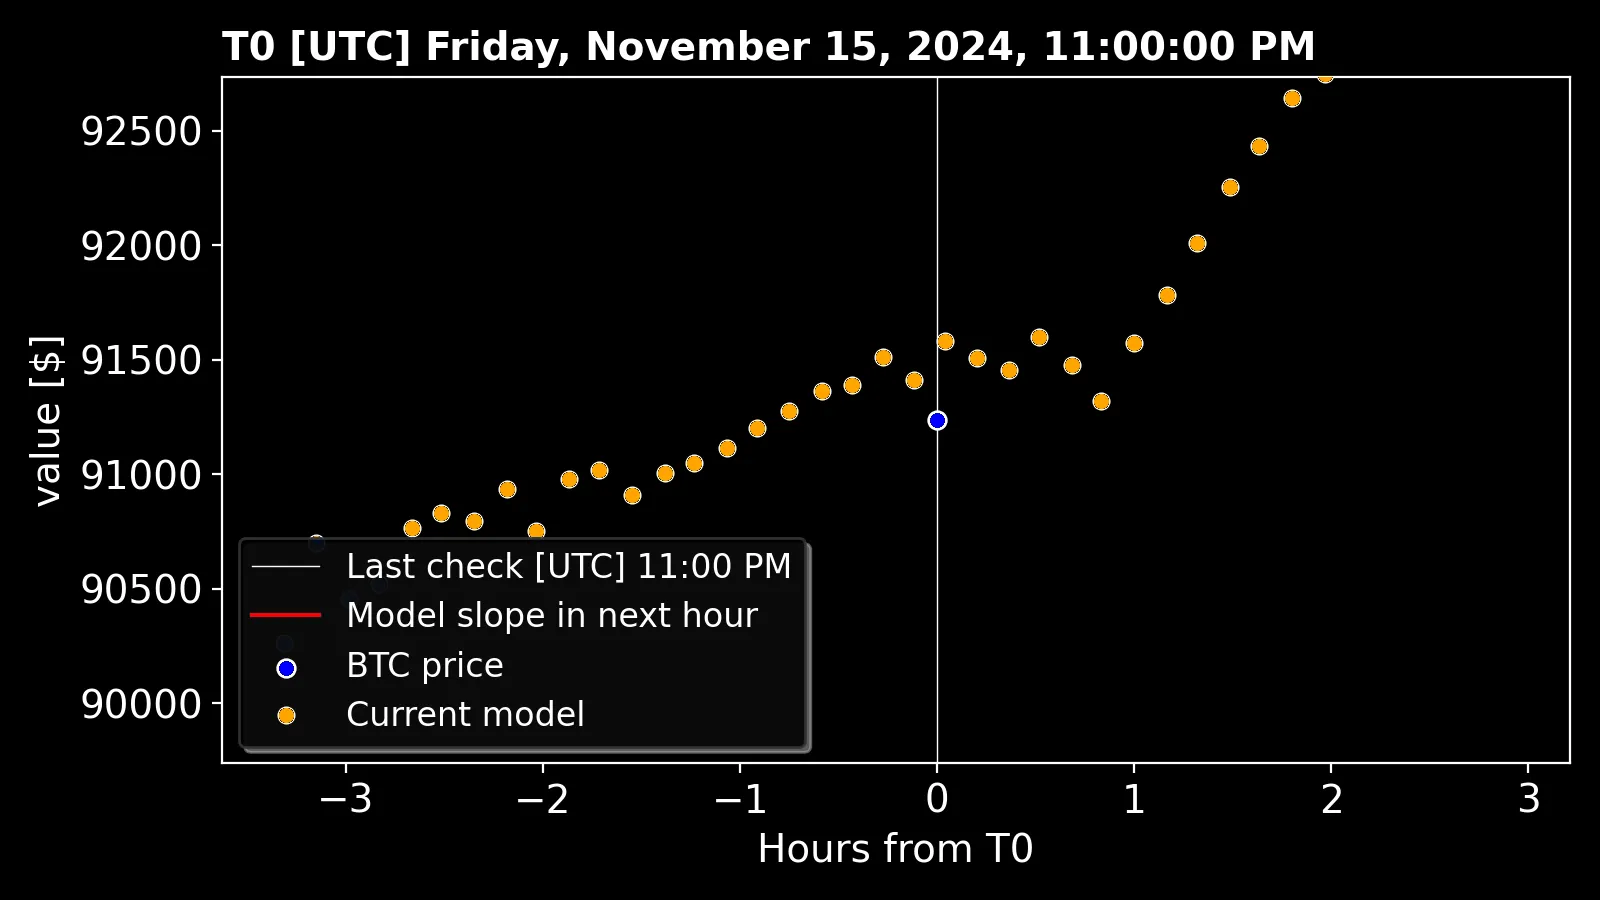 T0 [UTC] Friday, November 15, 2024, 11:00:00 PM
value [$]
92500
92000
91500
91000
90500
90000
Last check [UTC] 11:00 PM
Model slope in next hour
BTC price
Current model
−3
−2
−1
0
1
2
3
Hours from T0